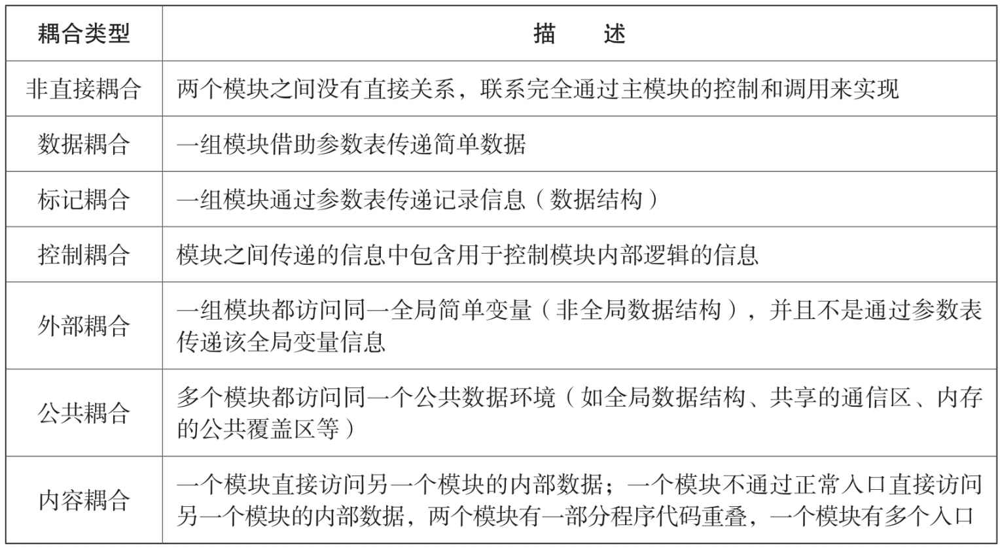 耦合类型 描 述
非直接耦合 两个模块之间没有直接关系，联系完全通过主模块的控制和调用来实现
数据耦合 一组模块借助参数表传递简单数据
标记耦合 一组模块通过参数表传递记录信息（数据结构）
控制耦合 模块之间传递的信息中包含用于控制模块内部逻辑的信息
外部耦合 一组模块都访问同一全局简单变量（非全局数据结构），并且不是通过参数表
传递该全局变量信息
公共耦合 多个模块都访问同一个公共数据环境（如全局数据结构、共享的通信区、内存
的公共覆盖区等）
内容耦合 一个模块直接访问另一个模块的内部数据；一个模块不通过正常入口直接访问
另一个模块的内部数据，两个模块有一部分程序代码重叠，一个模块有多个入口